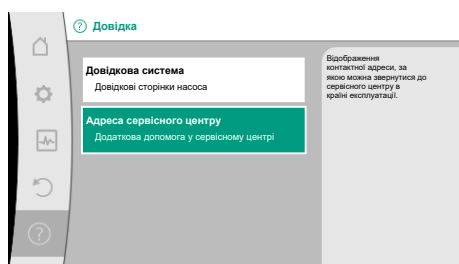 Довідка
Довідкова система
Довідкові сторінки насоса
Адреса сервісного центру
Додаткова допомога у сервісному центрі
Відображення
контактної адреси, за
якою можна звернутися до
сервісного центру в
країні експлуатації.